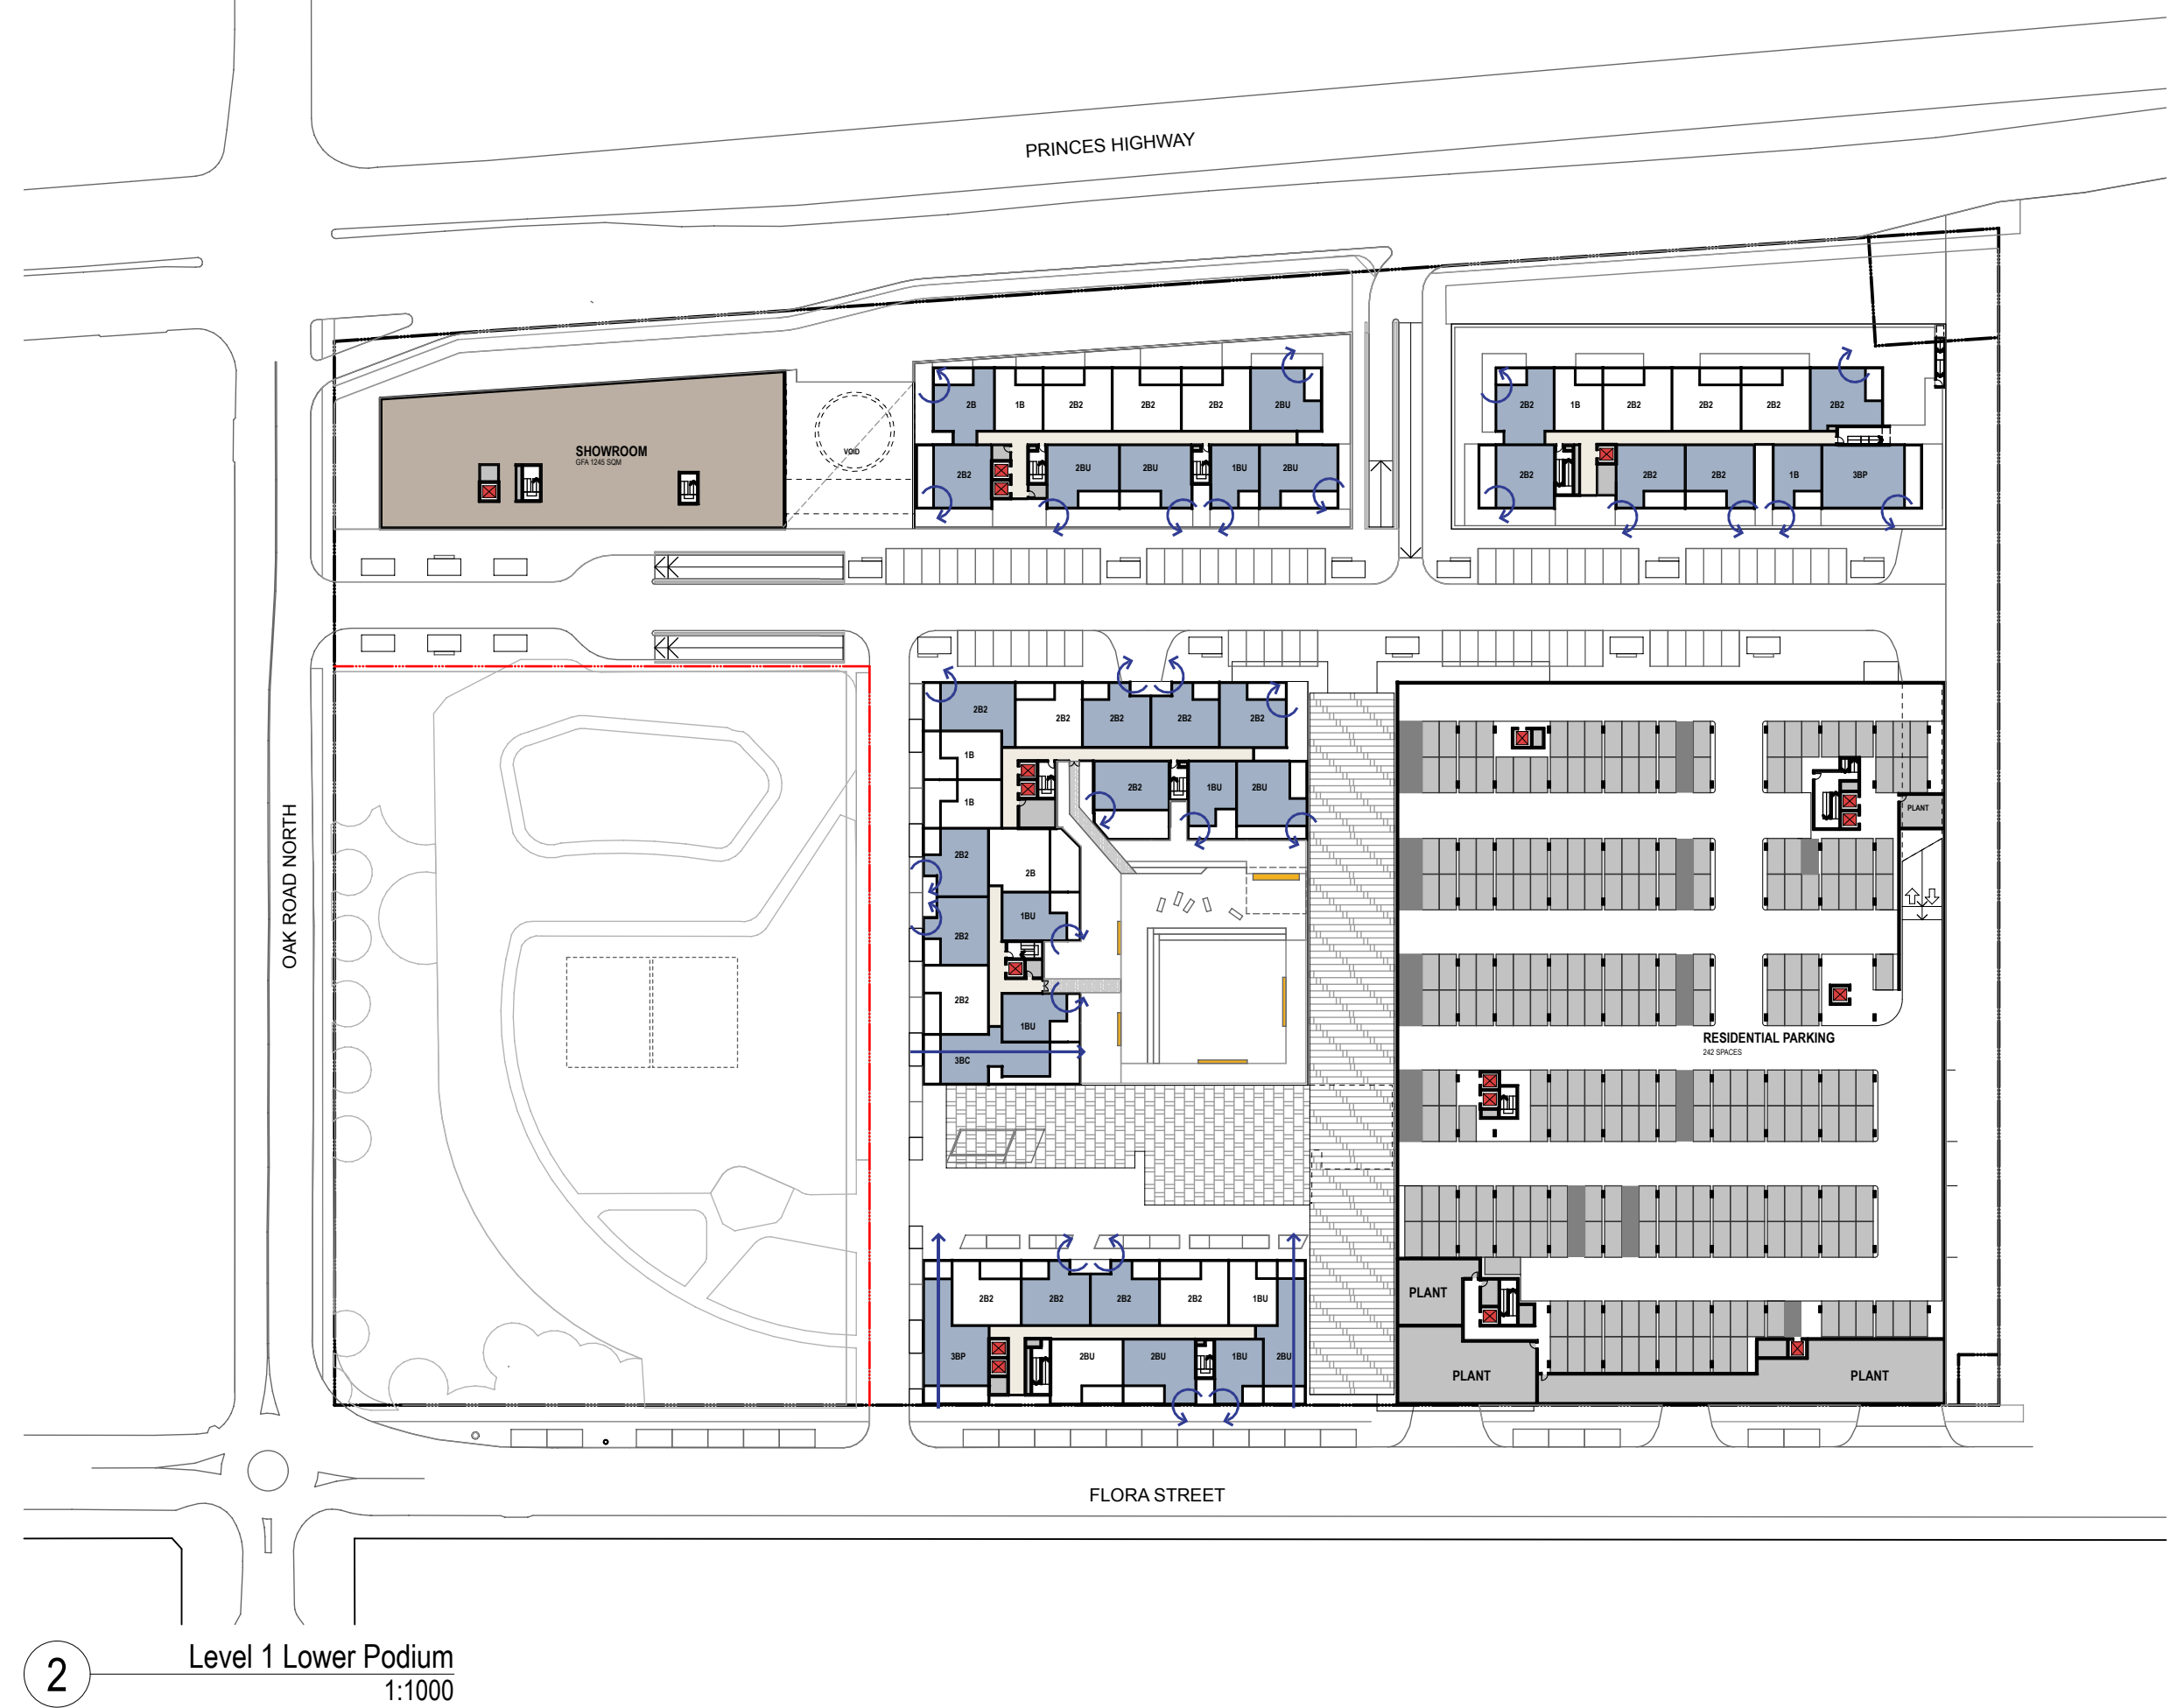 PRINCES HIGHWAY
2B 1B 2B2 2B2 2B2 2BU
2B2 1B 2B2 2B2 2B2 2B2
SHOWROOM
GFA 1245 SQM
VOID
2B2 2BU 2BU 1BU 2BU
2B2 2B2 2B2 1B 3BP
2B2 2B2 2B2 2B2 2B2
1B
2B2 1BU 2BU
1B
PLANT
OAK ROAD NORTH
2B2
2B
1BU
2B2
2B2
1BU
3BC
RESIDENTIAL PARKING
242 SPACES
2B2 2B2 2B2 2B2 1BU
PLANT
3BP 2BU 2BU 1BU 2BU
PLANT
PLANT
FLORA STREET
2
Level 1 Lower Podium
1:1000